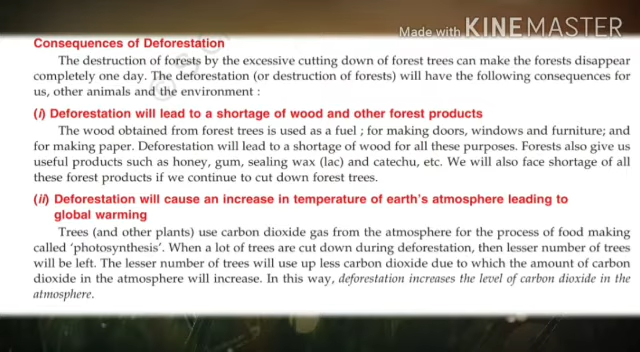 Made with KINEMASTER
Consequences of Deforestation
The destruction of forests by the excessive cutting down of forest trees can make the forests disappear
completely one day. The deforestation (or destruction of forests) will have the following consequences for
us, other animals and the environment :
(i) Deforestation will lead to a shortage of wood and other forest products
The wood obtained from forest trees is used as a fuel ; for making doors, windows and furniture; and
for making paper. Deforestation will lead to a shortage of wood for all these purposes. Forests also give us
useful products such as honey, gum, sealing wax (lac) and catechu, etc. We will also face shortage of all
these forest products if we continue to cut down forest trees.
(ii) Deforestation will cause an increase in temperature of earth's atmosphere leading to
global warming
Trees (and other plants) use carbon dioxide gas from the atmosphere for the process of food making
called 'photosynthesis'. When a lot of trees are cut down during deforestation, then lesser number of trees
will be left. The lesser number of trees will use up less carbon dioxide due to which the amount of carbon
dioxide in the atmosphere will increase. In this way, deforestation increases the level of carbon dioxide in the
atmosphere.